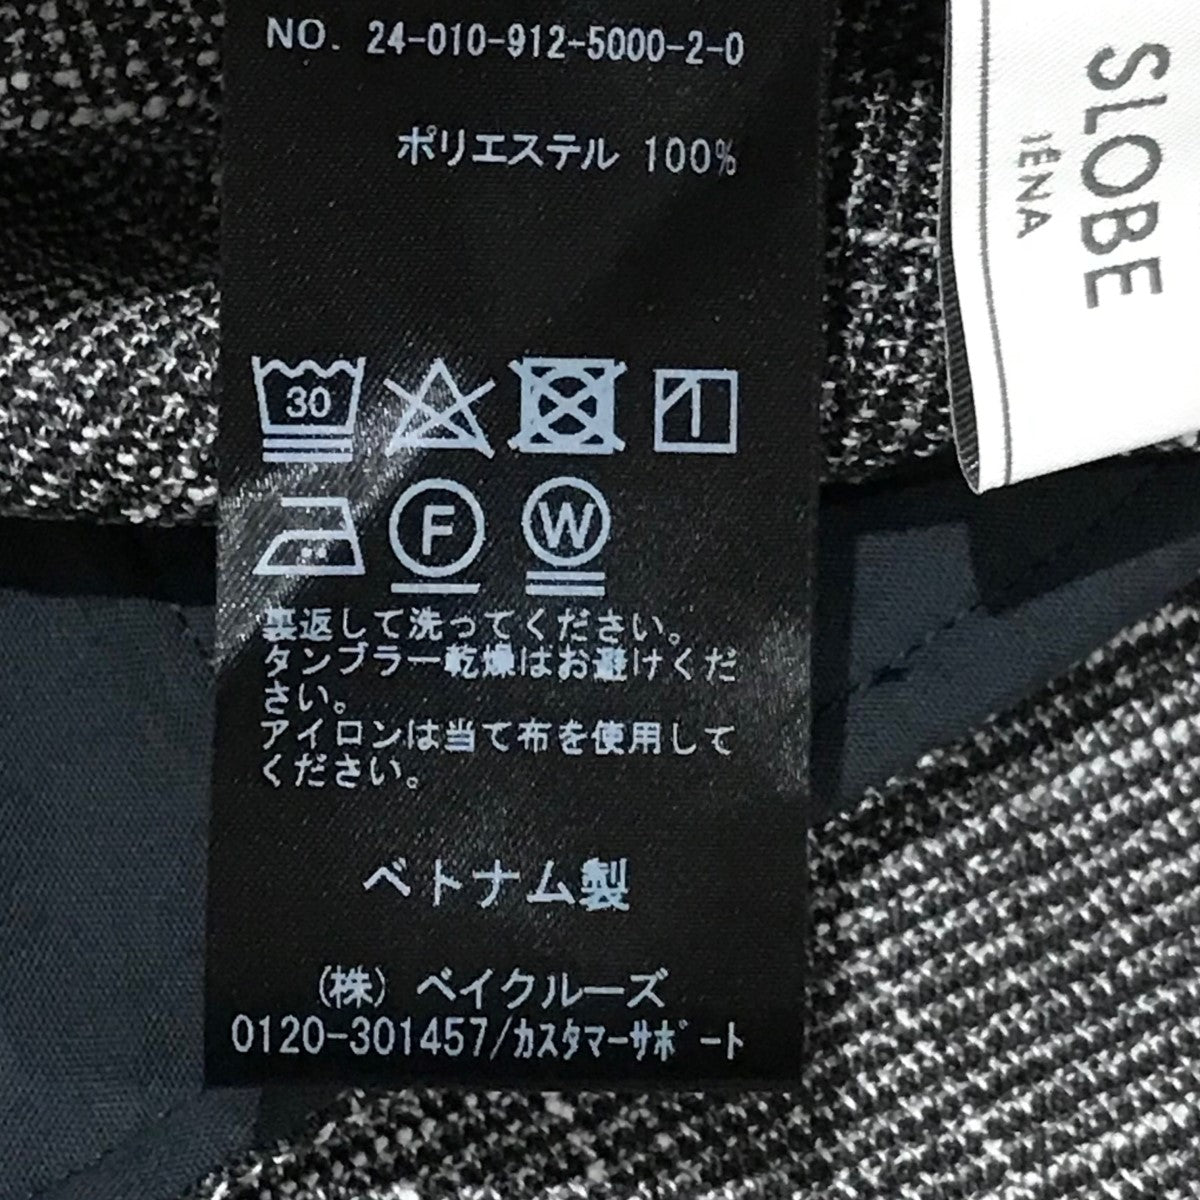 NO. 24-010-912-5000-2-0
ポリエステル 100%
30
F
W
裏返して洗ってください。
タンブラー乾燥はお避けくだ
さい。
アイロンは当て布を使用して
ください。
ベトナム製
(株) ベイクルーズ
0120-301457/カスタマーサポート
SLOBE
IÉNA